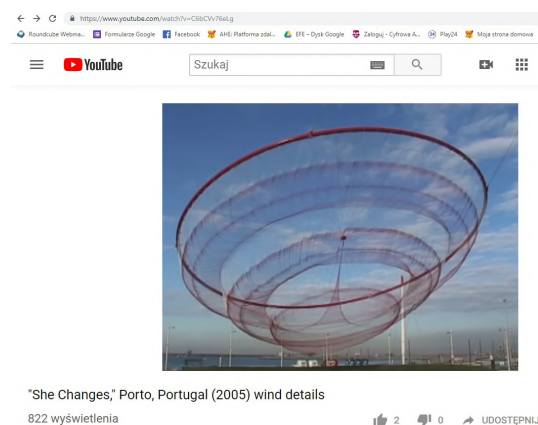 https://www.youtube.com/watch?v=C6bCVv76eLg
Roundcube Webma... Formularze Google Facebook AHE: Platforma zdal... EFE – Dysk Google Zaloguj - Cyfrowa A... Play24 Moja strona domowa
YouTube Szukaj
"She Changes," Porto, Portugal (2005) wind details
822 wyświetlenia 2 0 UDOSTĘPNIJ